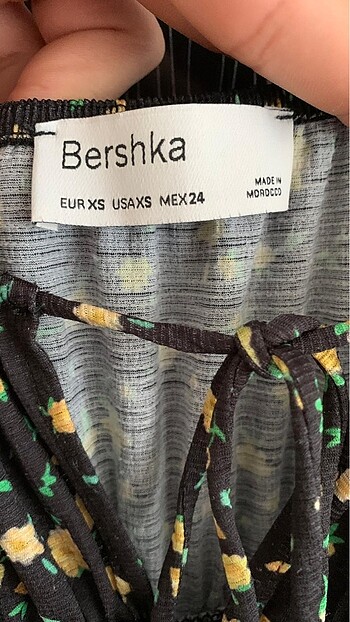 Bershka
EUR XS USA XS MEX 24
MADE IN
MOROCCO